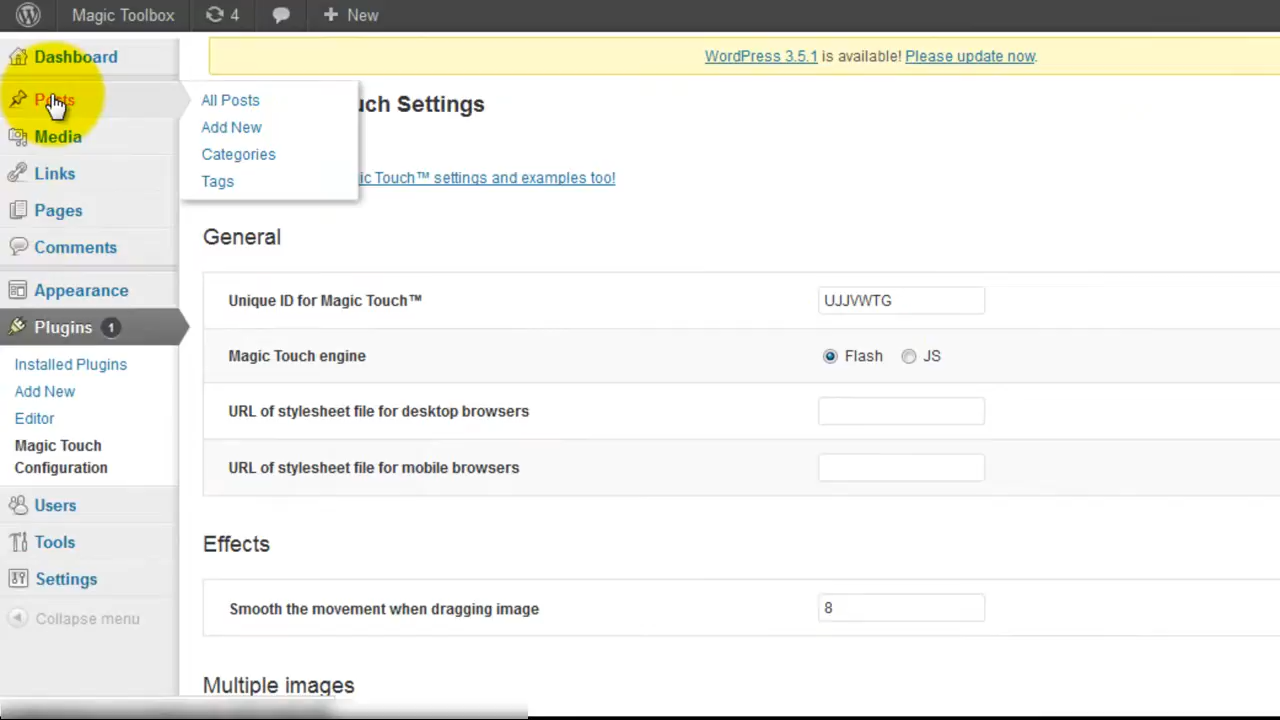 Magic Toolbox 4 New
WordPress 3.5.1 is available! Please update now.
Dashboard
Posts
Media
Links
Pages
Comments
Appearance
Plugins 1
Installed Plugins
Add New
Editor
Magic Touch
Configuration
Users
Tools
Settings
Collapse menu
All Posts
Add New
Categories
Tags
uch Settings
ic Touch™ settings and examples too!
General
Unique ID for Magic Touch™ UJJVWTG
Magic Touch engine Flash JS
URL of stylesheet file for desktop browsers
URL of stylesheet file for mobile browsers
Effects
Smooth the movement when dragging image 8
Multiple images